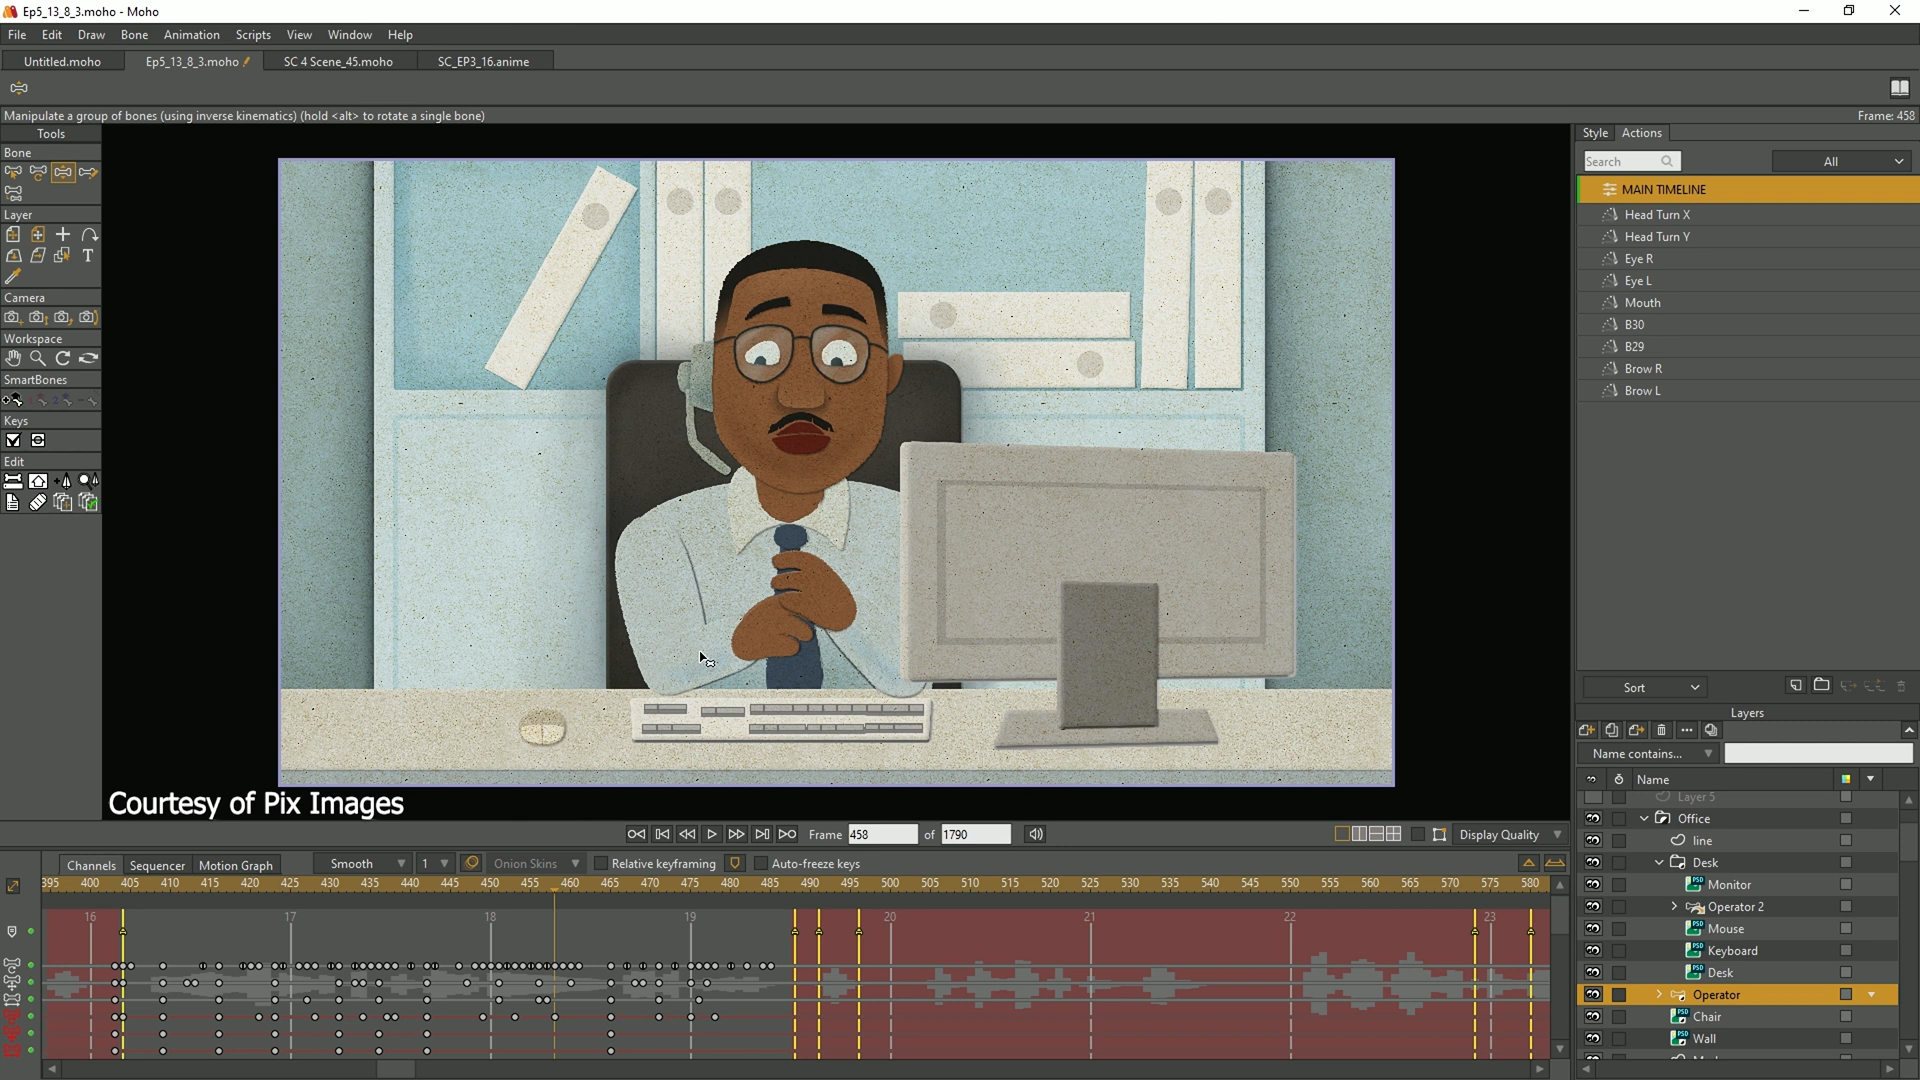 Ep5_13_8_3.moho - Moho
File Edit Draw Bone Animation Scripts View Window Help
Untitled.moho Ep5_13_8_3.moho SC 4 Scene_45.moho SC_EP3_16.anime
Manipulate a group of bones (using inverse kinematics) (hold <alt> to rotate a single bone) Frame: 458
Tools
Bone
Layer
T
Camera
Workspace
SmartBones
Keys
Edit
Style Actions
Search All
MAIN TIMELINE
Head Turn X
Head Turn Y
Eye R
Eye L
Mouth
B30
B29
Brow R
Brow L
Sort
Layers
Name contains...
Name
Layer 5
Office
line
Desk
PSD Monitor
Operator 2
PSD Mouse
PSD Keyboard
PSD Desk
Operator
PSD Chair
PSD Wall
Courtesy of Pix Images
Frame 458 of 1790 Display Quality
Channels Sequencer Motion Graph Smooth 1 Onion Skins Relative keyframing Auto-freeze keys
395 400 405 410 415 420 425 430 435 440 445 450 455 460 465 470 475 480 485 490 495 500 505 510 515 520 525 530 535 540 545 550 555 560 565 570 575 580
16 17 18 19 20 21 22 23